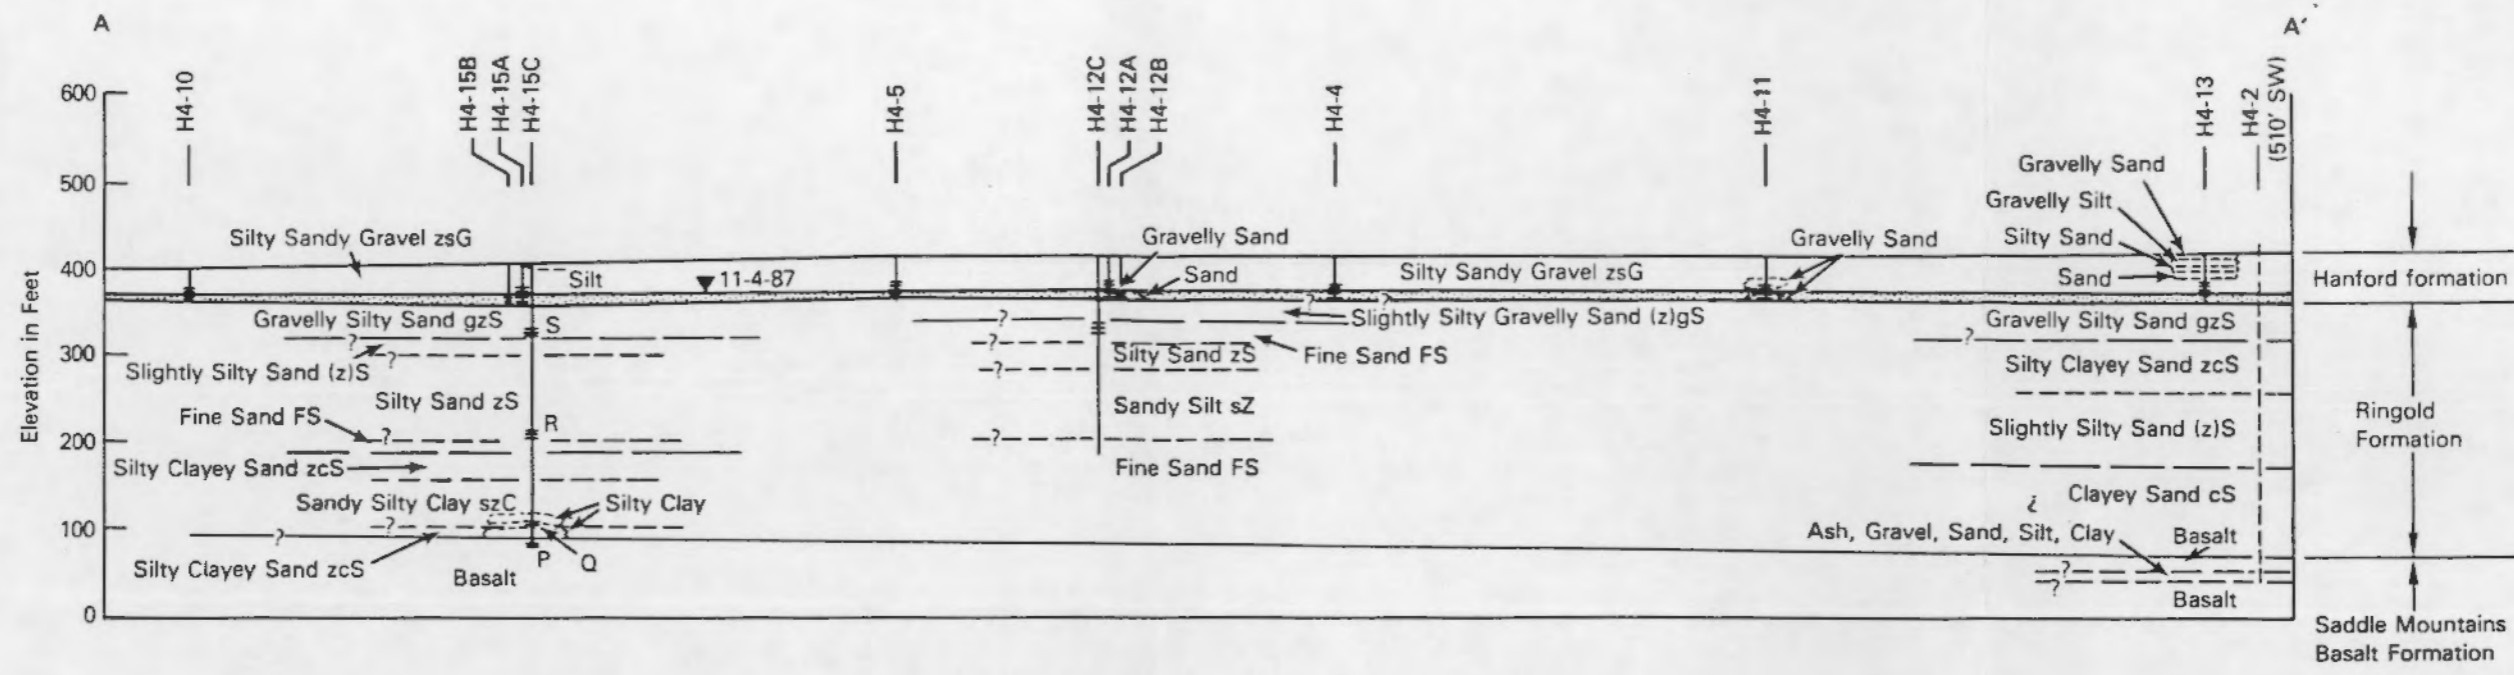 A
A'
H4-10
H4-15B
H4-15A
H4-15C
H4-5
H4-12C
H4-12A
H4-12B
H4-4
H4-11
H4-13
H4-2
(510' SW)
Elevation in Feet
600
500
400
300
200
100
0
Silty Sandy Gravel zsG
Silt
11-4-87
Gravelly Silty Sand gzS
S
?
?
Slightly Silty Sand (z)S
Silty Sand zS
Fine Sand FS
?
R
Silty Clayey Sand zcS
Sandy Silty Clay szC
Silty Clay
?
?
?
?
P
Q
Silty Clayey Sand zcS
Basalt
Gravelly Sand
Sand
Silty Sandy Gravel zsG
Gravelly Sand
?
?
?
Slightly Silty Gravelly Sand (z)gS
?
Silty Sand zS
Fine Sand FS
?
Sandy Silt sZ
?
Fine Sand FS
Gravelly Sand
Gravelly Silt
Silty Sand
Sand
Gravelly Silty Sand gzS
?
Silty Clayey Sand zcS
Slightly Silty Sand (z)S
¿
Clayey Sand cS
Ash, Gravel, Sand, Silt, Clay
Basalt
?
?
Basalt
Hanford formation
Ringold
Formation
Saddle Mountains
Basalt Formation